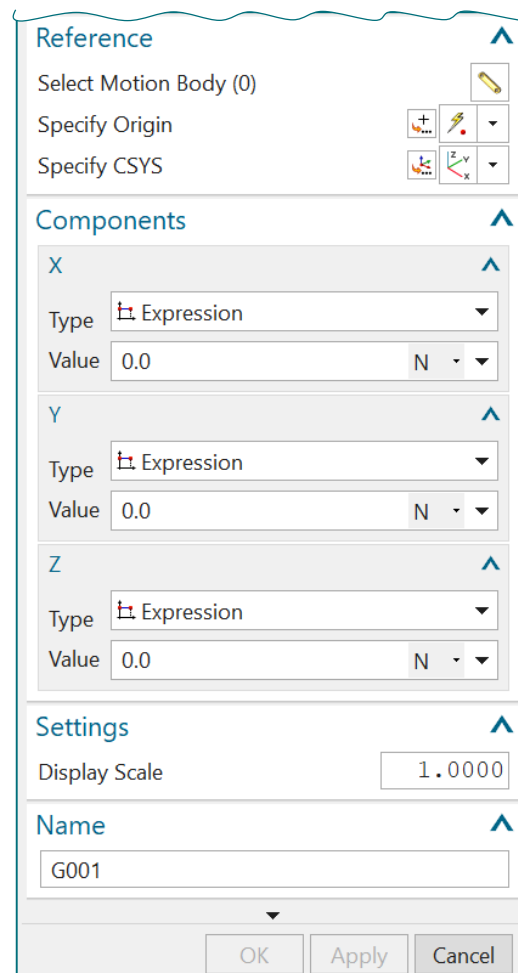 Reference
Select Motion Body (0)
Specify Origin
Specify CSYS
Z
Y
X
Components
X
Type Expression
Value 0.0 N
Y
Type Expression
Value 0.0 N
Z
Type Expression
Value 0.0 N
Settings
Display Scale 1.0000
Name
G001
OK Apply Cancel